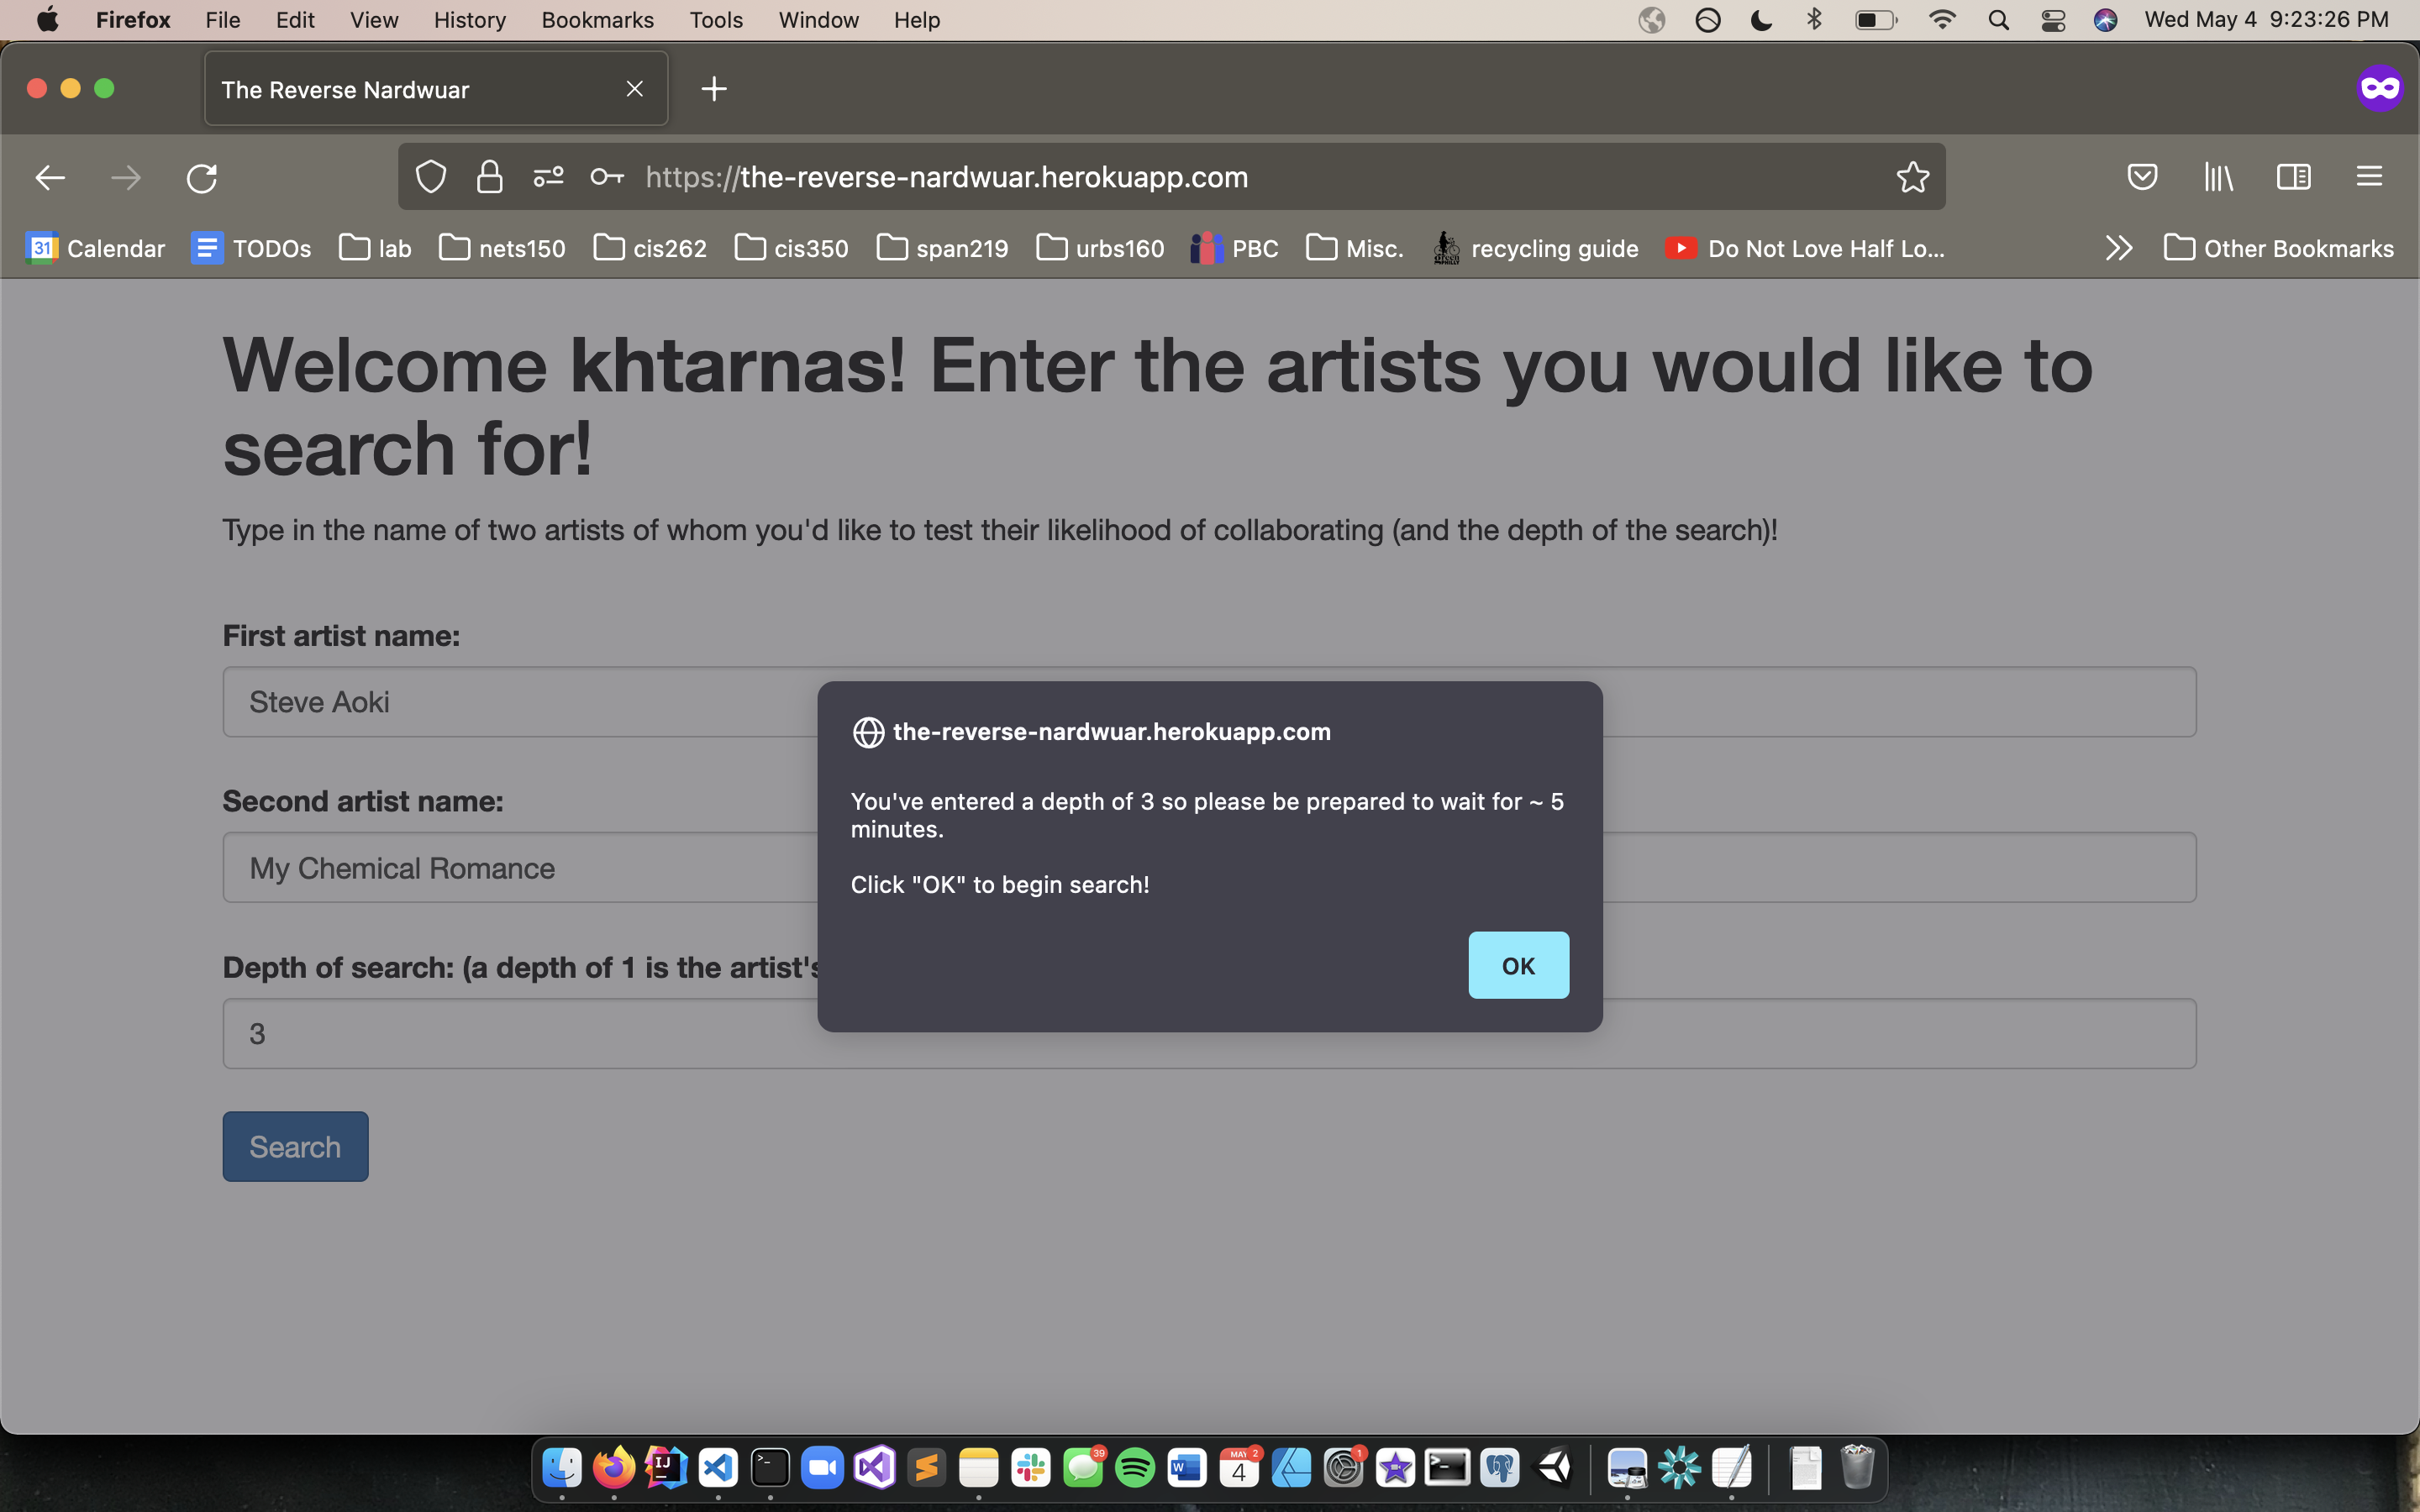 Firefox File Edit View History Bookmarks Tools Window Help Wed May 4 9:23:26 PM
The Reverse Nardwuar
https://the-reverse-nardwuar.herokuapp.com
31 Calendar TODOs lab nets150 cis262 cis350 span219 urbs160 PBC Misc. recycling guide Do Not Love Half Lo... Other Bookmarks
Welcome khtarnas! Enter the artists you would like to
search for!
Type in the name of two artists of whom you'd like to test their likelihood of collaborating (and the depth of the search)!
First artist name:
Steve Aoki
the-reverse-nardwuar.herokuapp.com
You've entered a depth of 3 so please be prepared to wait for ~ 5
minutes.
Click "OK" to begin search!
OK
Second artist name:
My Chemical Romance
Depth of search: (a depth of 1 is the artist's
3
Search
IJ >_ 39 W MAY 2 4 1 >_